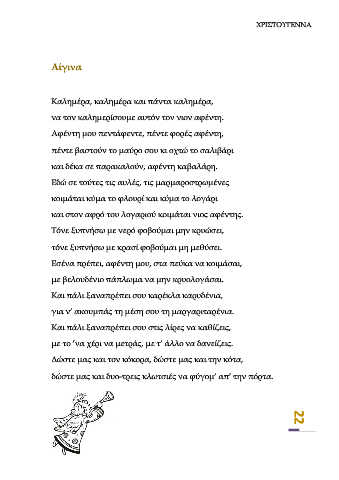 ΧΡΙΣΤΟΥΓΕΝΝΑ
Αίγινα
Καλημέρα, καλημέρα και πάντα καλημέρα,
να τον καλημερίσουμε αυτόν τον νιον αφέντη.
Αφέντη μου πεντάφεντε, πέντε φορές αφέντη,
πέντε βαστούν το μαύρο σου κι οχτώ το σαλιβάρι
και δέκα σε παρακαλούν, αφέντη καβαλάρη.
Εδώ σε τούτες τις αυλές, τις μαρμαροστρωμένες
κοιμάται κύμα το φλουρί και κύμα το λογάρι
και στον αφρό του λογαριού κοιμάται νιος αφέντης.
Τόνε ξυπνήσω με νερό φοβούμαι μην κρυώσει,
τόνε ξυπνήσω με κρασί φοβούμαι μη μεθύσει.
Εσένα πρέπει, αφέντη μου, στα πεύκα να κοιμάσαι,
με βελουδένιο πάπλωμα να μην κρυολογάσαι.
Και πάλι ξαναπρέπει σου καρέκλα καρυδένια,
για ν' ακουμπάς τη μέση σου τη μαργαριταρένια.
Και πάλι ξαναπρέπει σου στις λίρες να καθίζεις,
με το 'να χέρι να μετράς, με τ' άλλο να δανείζεις.
Δώστε μας και τον κόκορα, δώστε μας και την κότα,
δώστε μας και δυο-τρεις κλωτσιές να φύγομ' απ' την πόρτα.
22